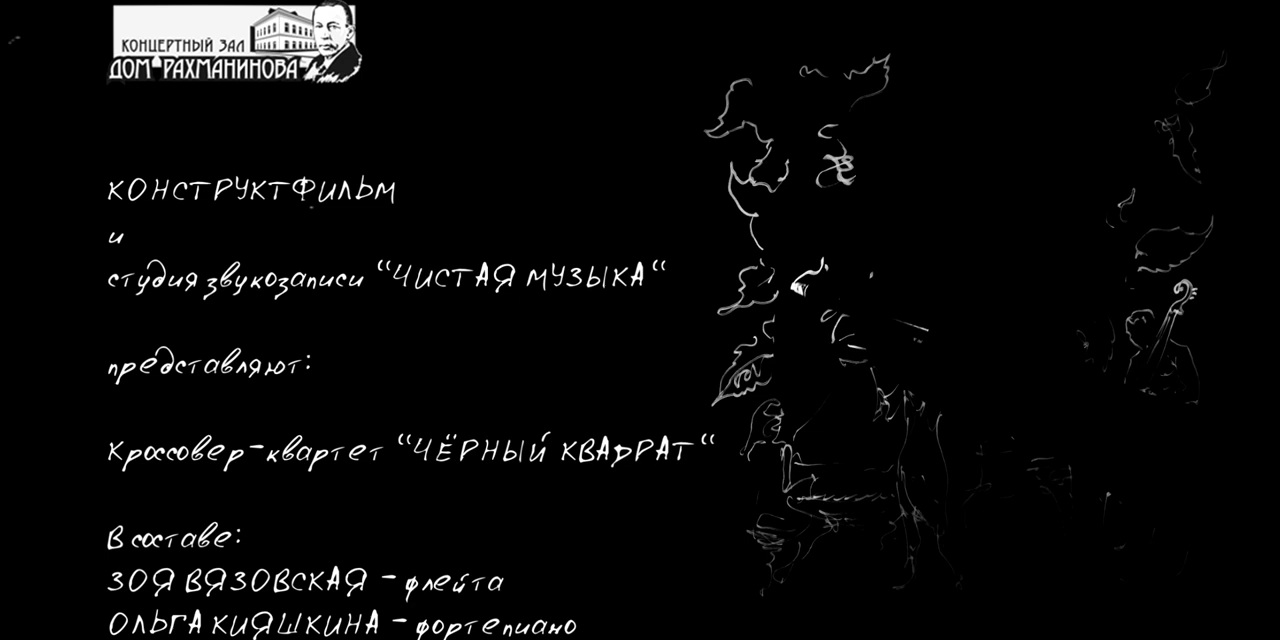 КОНЦЕРТНЫЙ ЗАЛ
ДОМ РАХМАНИНОВА
КОНСТРУКТФИЛЬМ
и
студия звукозаписи “ЧИСТАЯ МУЗЫКА“
представляют:
Кроссовер-квартет “ЧЁРНЫЙ КВАДРАТ“
В составе:
ЗОЯ ВЯЗОВСКАЯ - флейта
ОЛЬГА КИЯШКИНА - фортепиано